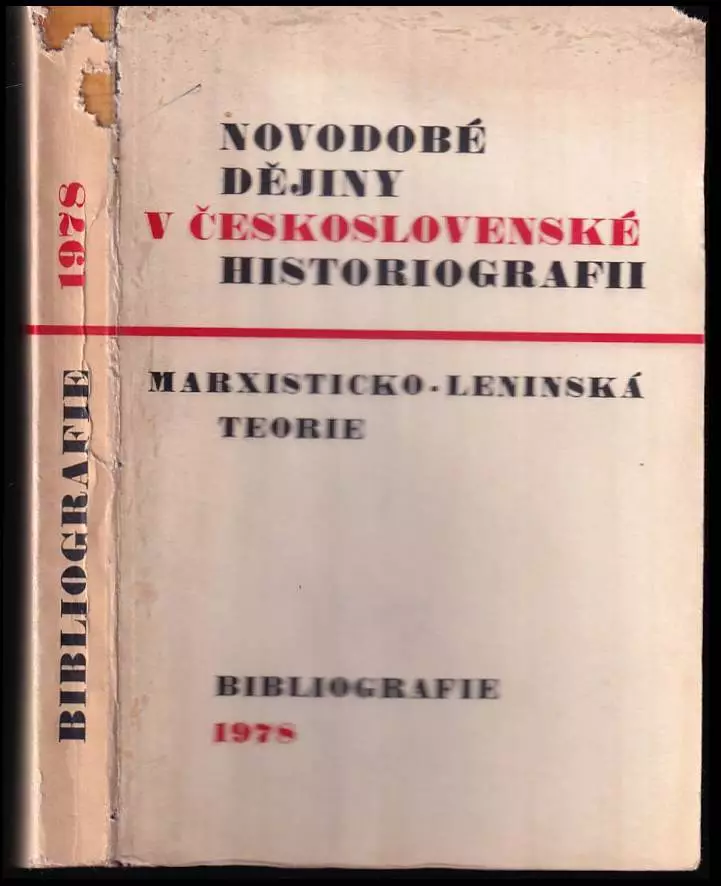 BIBLIOGRAFIE 1978
NOVODOBÉ
DĚJINY
V ČESKOSLOVENSKÉ
HISTORIOGRAFII
MARXISTICKO-LENINSKÁ
TEORIE
BIBLIOGRAFIE
1978